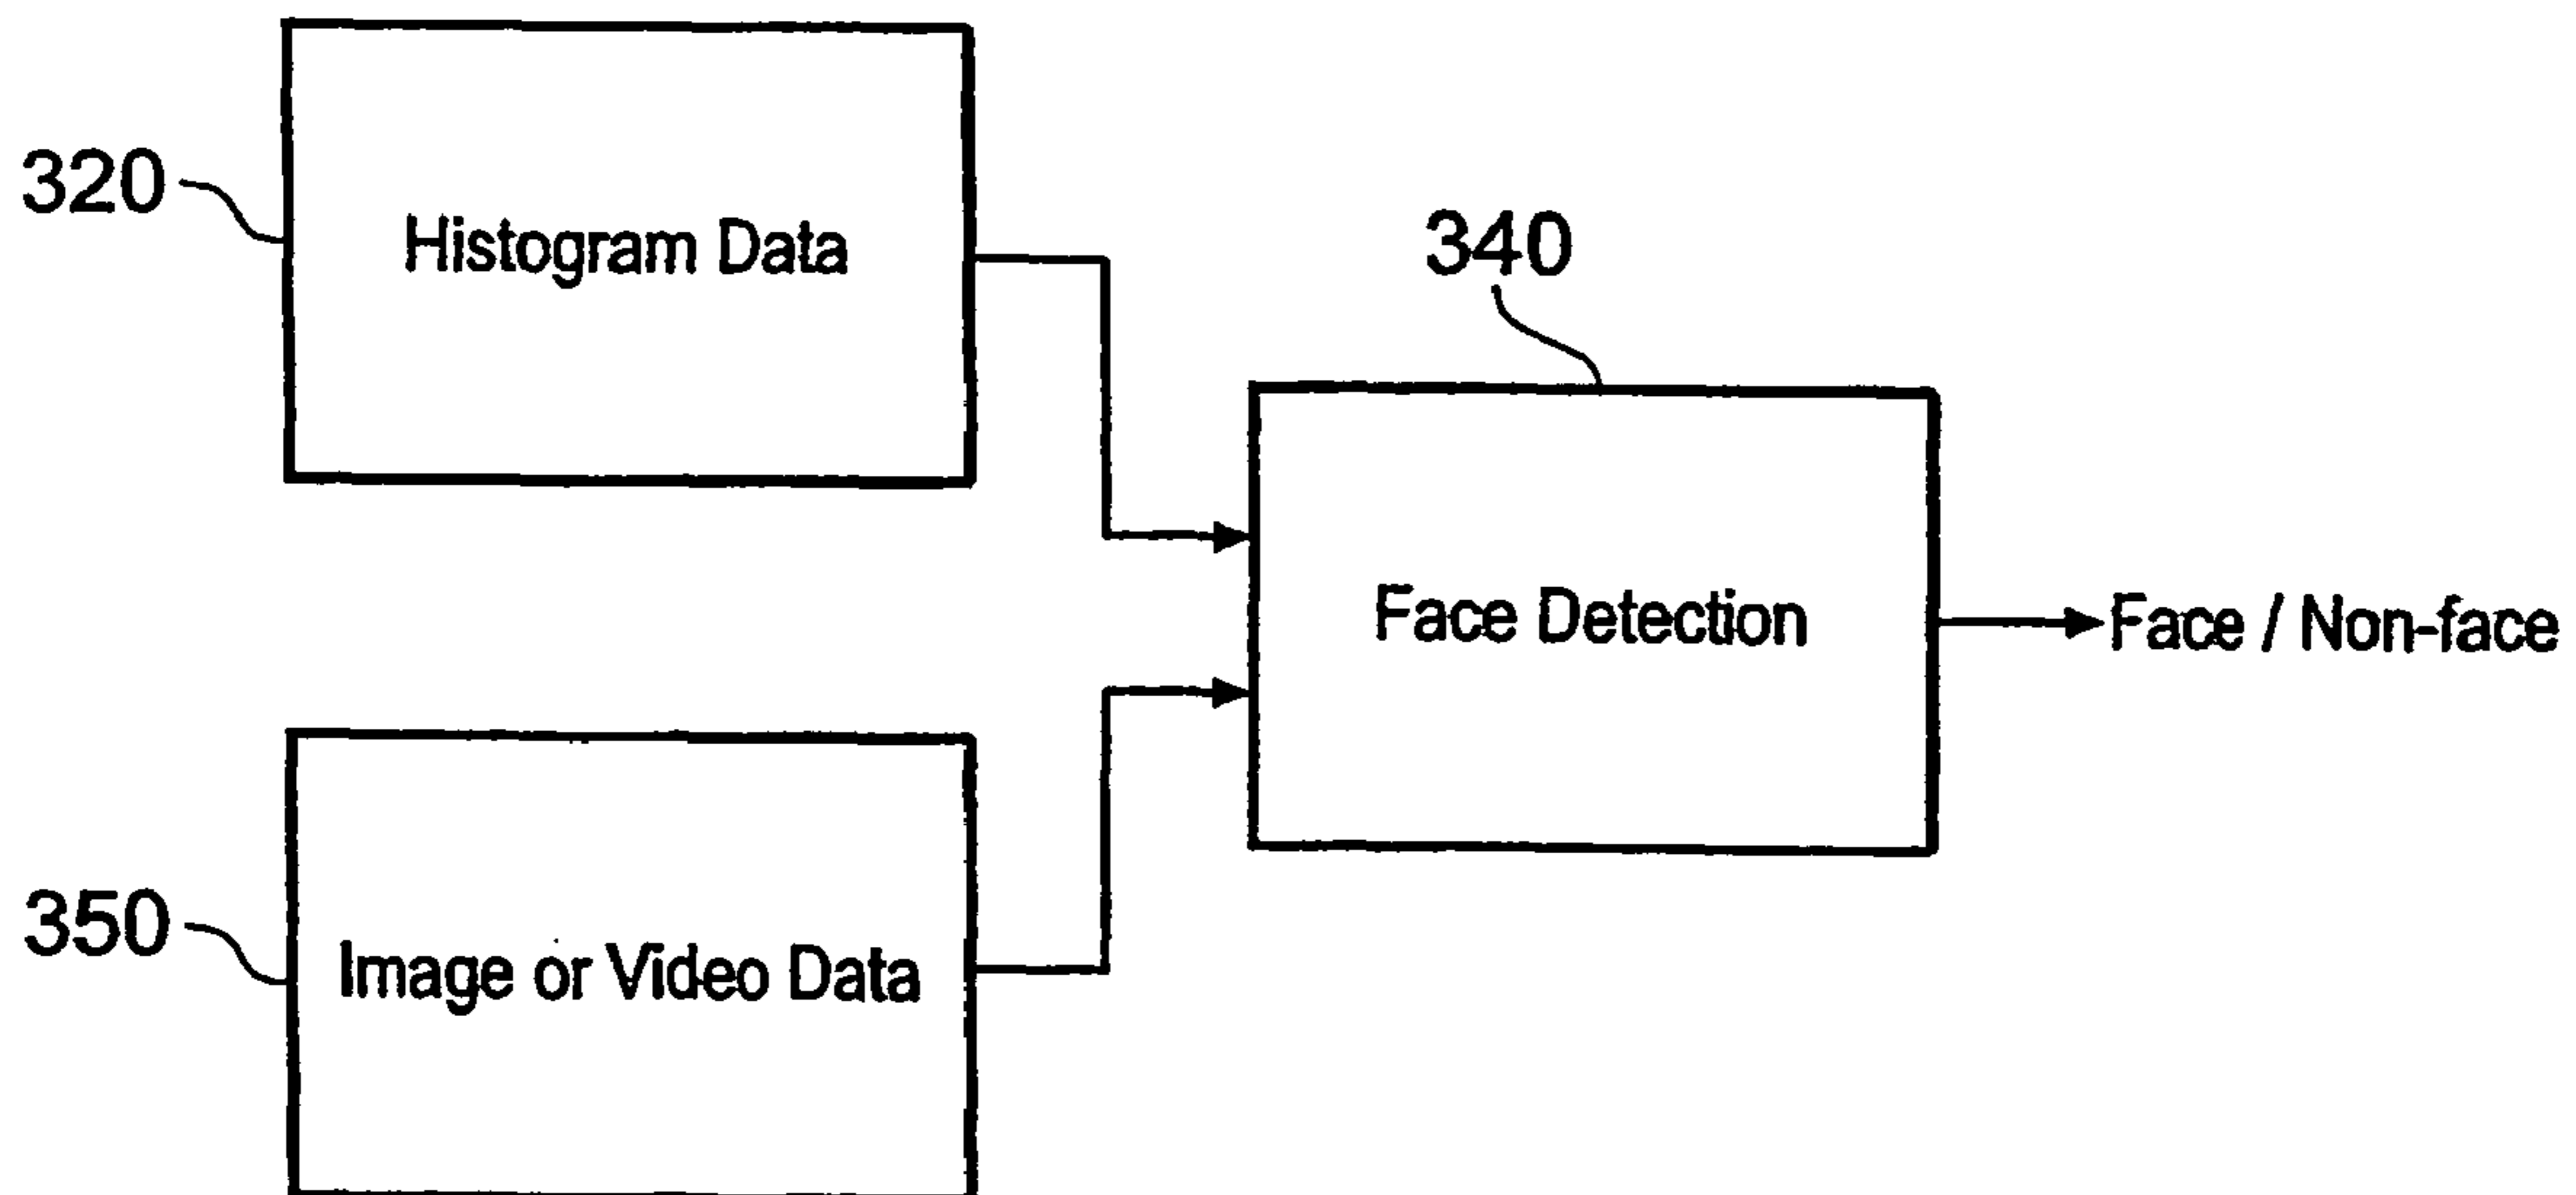 320
Histogram Data
340
Face Detection
Face / Non-face
350
Image or Video Data